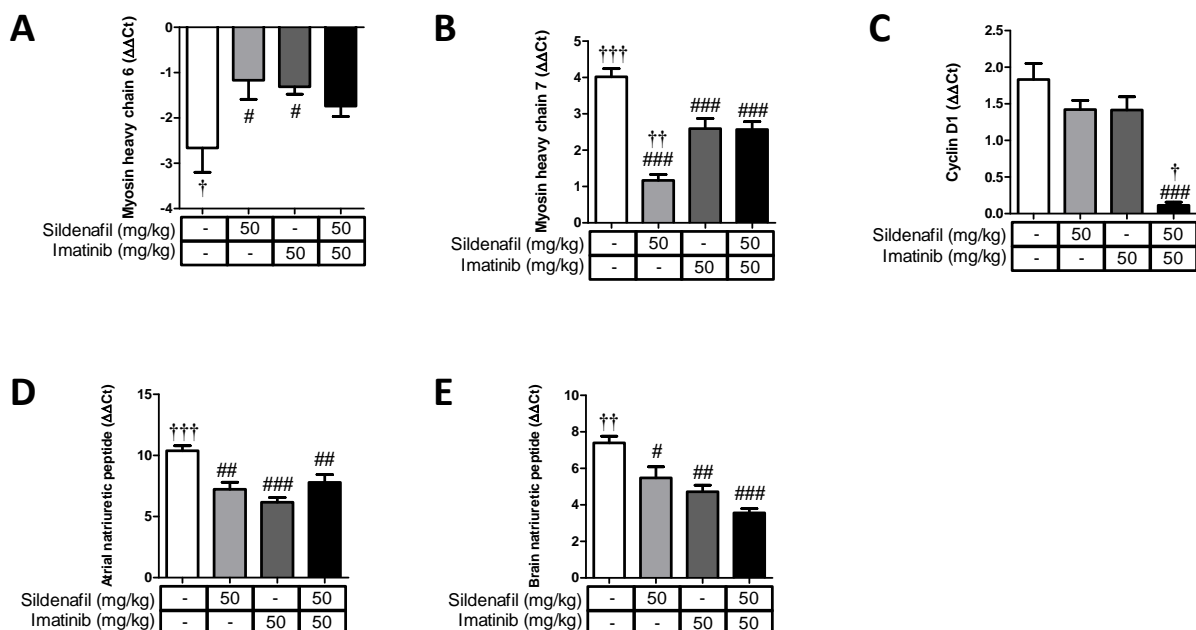 A
Myosin heavy chain 6 (ΔΔCt)
0
-1
-2
-3
-4
# #
†
Sildenafil (mg/kg) - 50 - 50
Imatinib (mg/kg) - - 50 50
B
Myosin heavy chain 7 (ΔΔCt)
5
4
3
2
1
0
††† †† ### ###
###
Sildenafil (mg/kg) - 50 - 50
Imatinib (mg/kg) - - 50 50
C
Cyclin D1 (ΔΔCt)
2.5
2.0
1.5
1.0
0.5
0.0
†
###
Sildenafil (mg/kg) - 50 - 50
Imatinib (mg/kg) - - 50 50
D
Atrial natriuretic peptide (ΔΔCt)
15
10
5
0
††† ## ### ##
Sildenafil (mg/kg) - 50 - 50
Imatinib (mg/kg) - - 50 50
E
Brain natriuretic peptide (ΔΔCt)
10
8
6
4
2
0
†† # ## ###
Sildenafil (mg/kg) - 50 - 50
Imatinib (mg/kg) - - 50 50